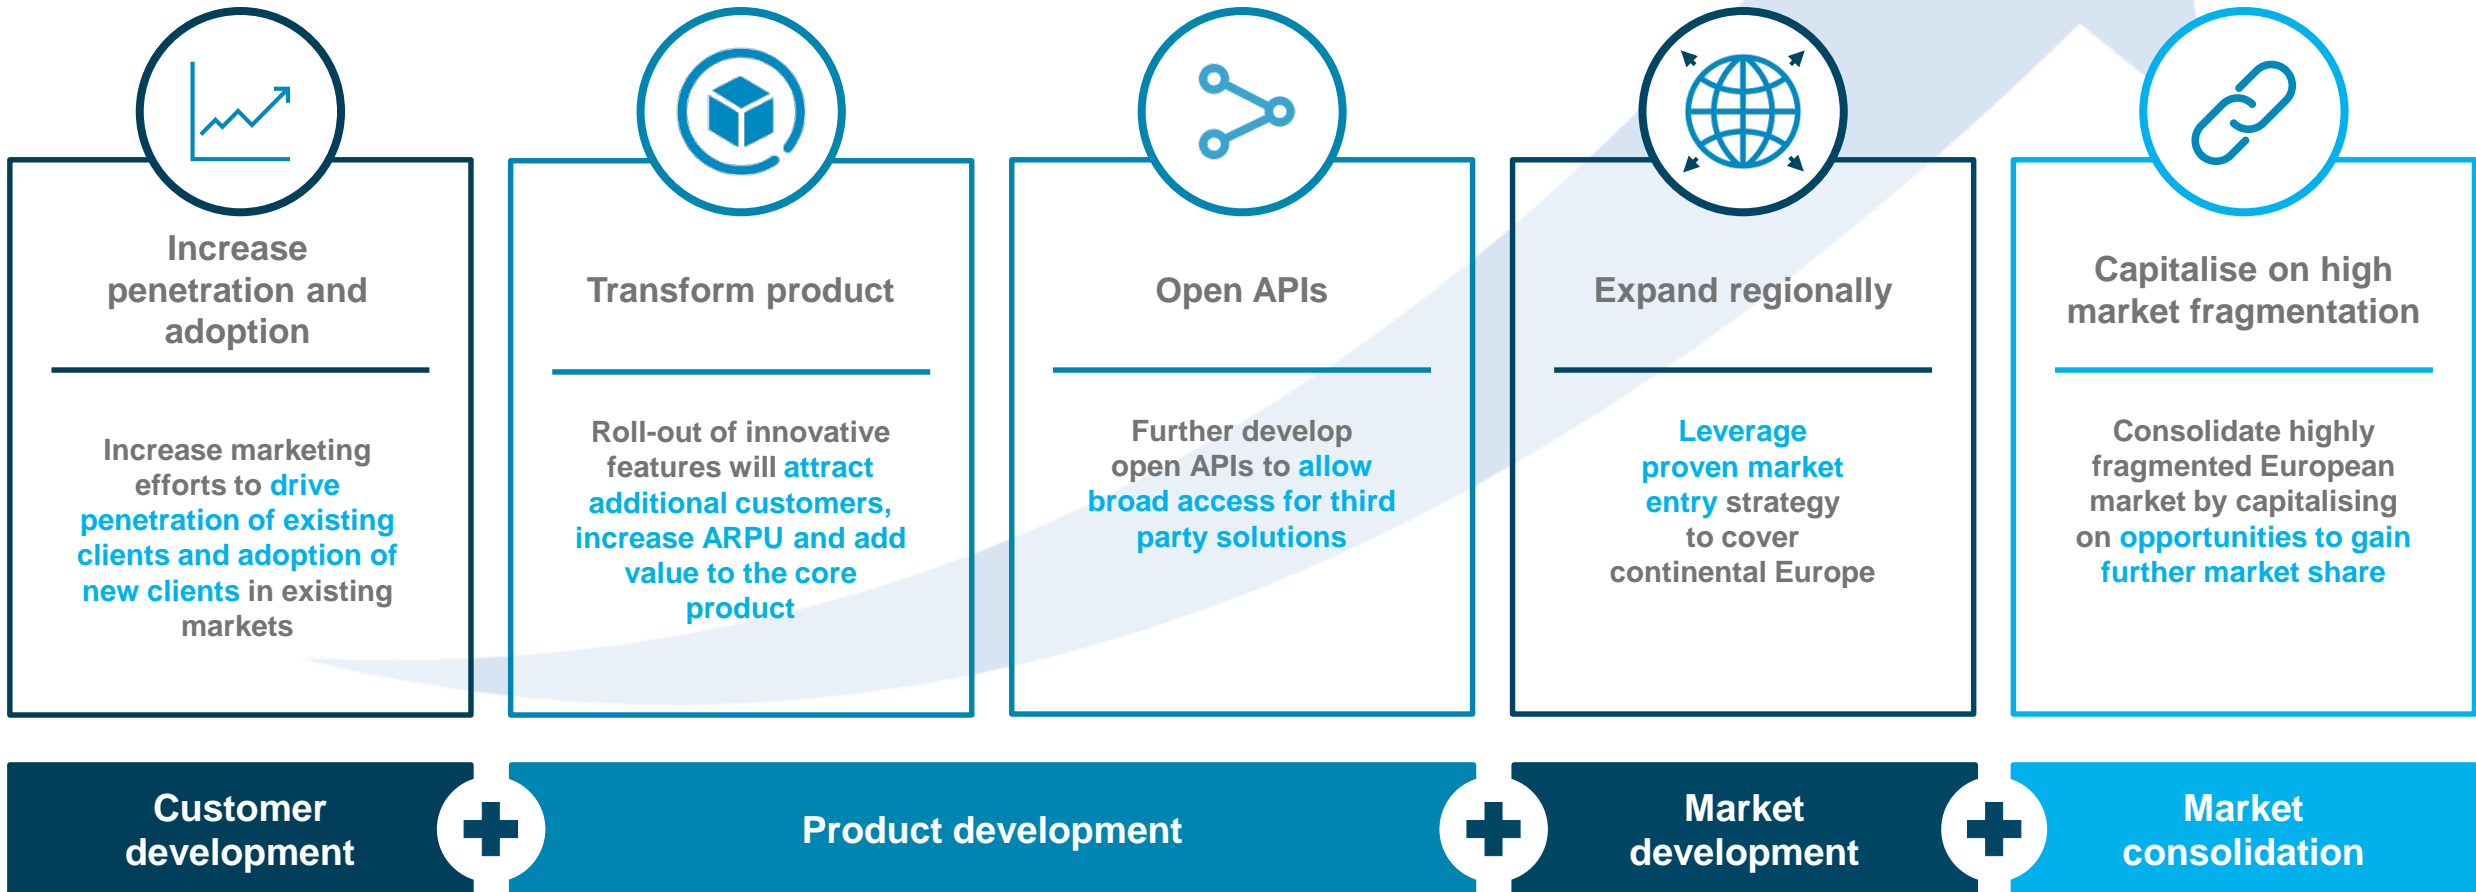 Increase
penetration and
adoption
Increase marketing
efforts to drive
penetration of existing
clients and adoption of
new clients in existing
markets
Transform product
Roll-out of innovative
features will attract
additional customers,
increase ARPU and add
value to the core
product
Open APIs
Further develop
open APIs to allow
broad access for third
party solutions
Expand regionally
Leverage
proven market
entry strategy
to cover
continental Europe
Capitalise on high
market fragmentation
Consolidate highly
fragmented European
market by capitalising
on opportunities to gain
further market share
Customer
development
Product development
Market
development
Market
consolidation